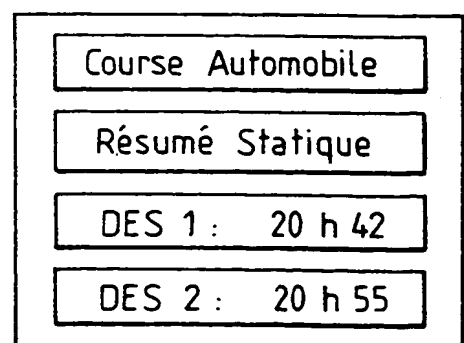 Course Automobile
Résumé Statique
DES 1 : 20 h 42
DES 2 : 20 h 55